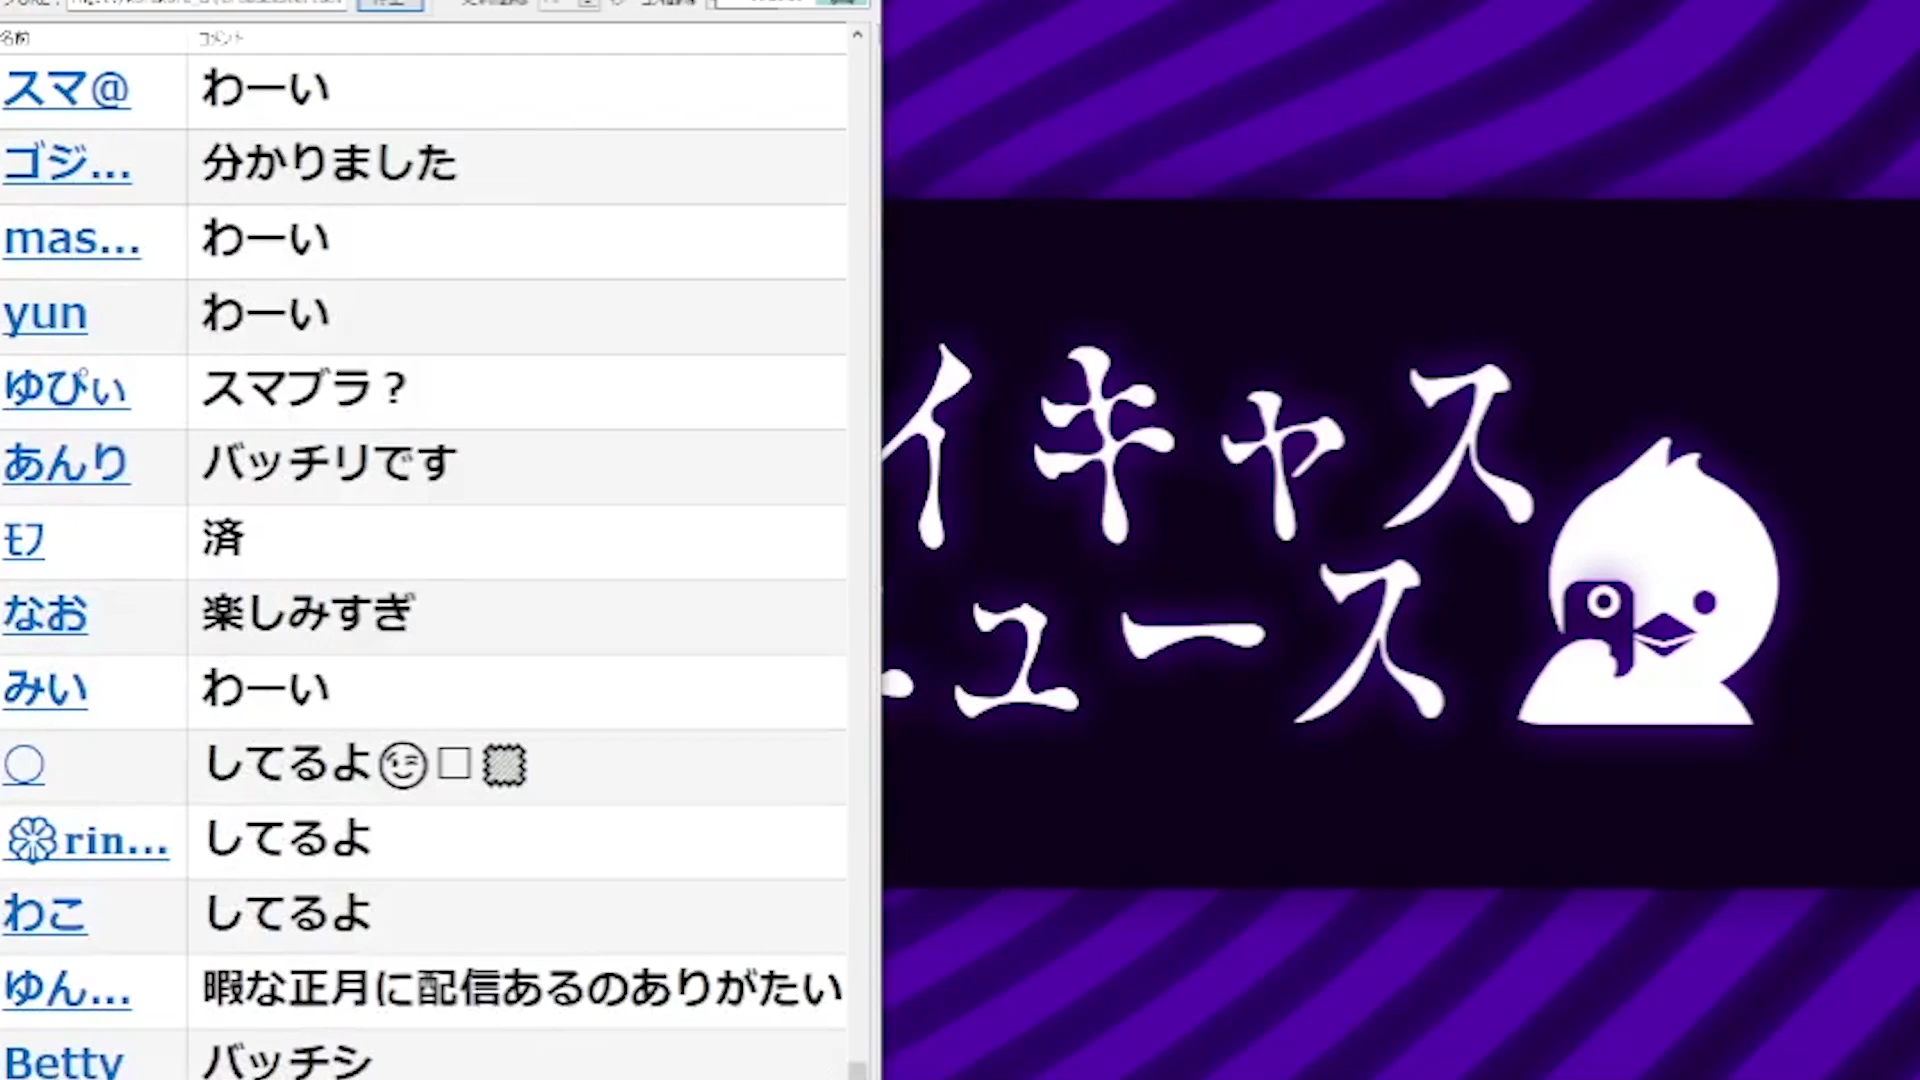 名前 コメント
スマ@ わーい
ゴジ... 分かりました
mas... わーい
yun わーい
ゆぴぃ スマブラ？
あんり バッチリです
ﾓﾌ 済
なお 楽しみすぎ
みい わーい
○ してるよ😉□
rin... してるよ
わこ してるよ
ゆん... 暇な正月に配信あるのありがたい
Betty バッチシ
イキャス
ュース